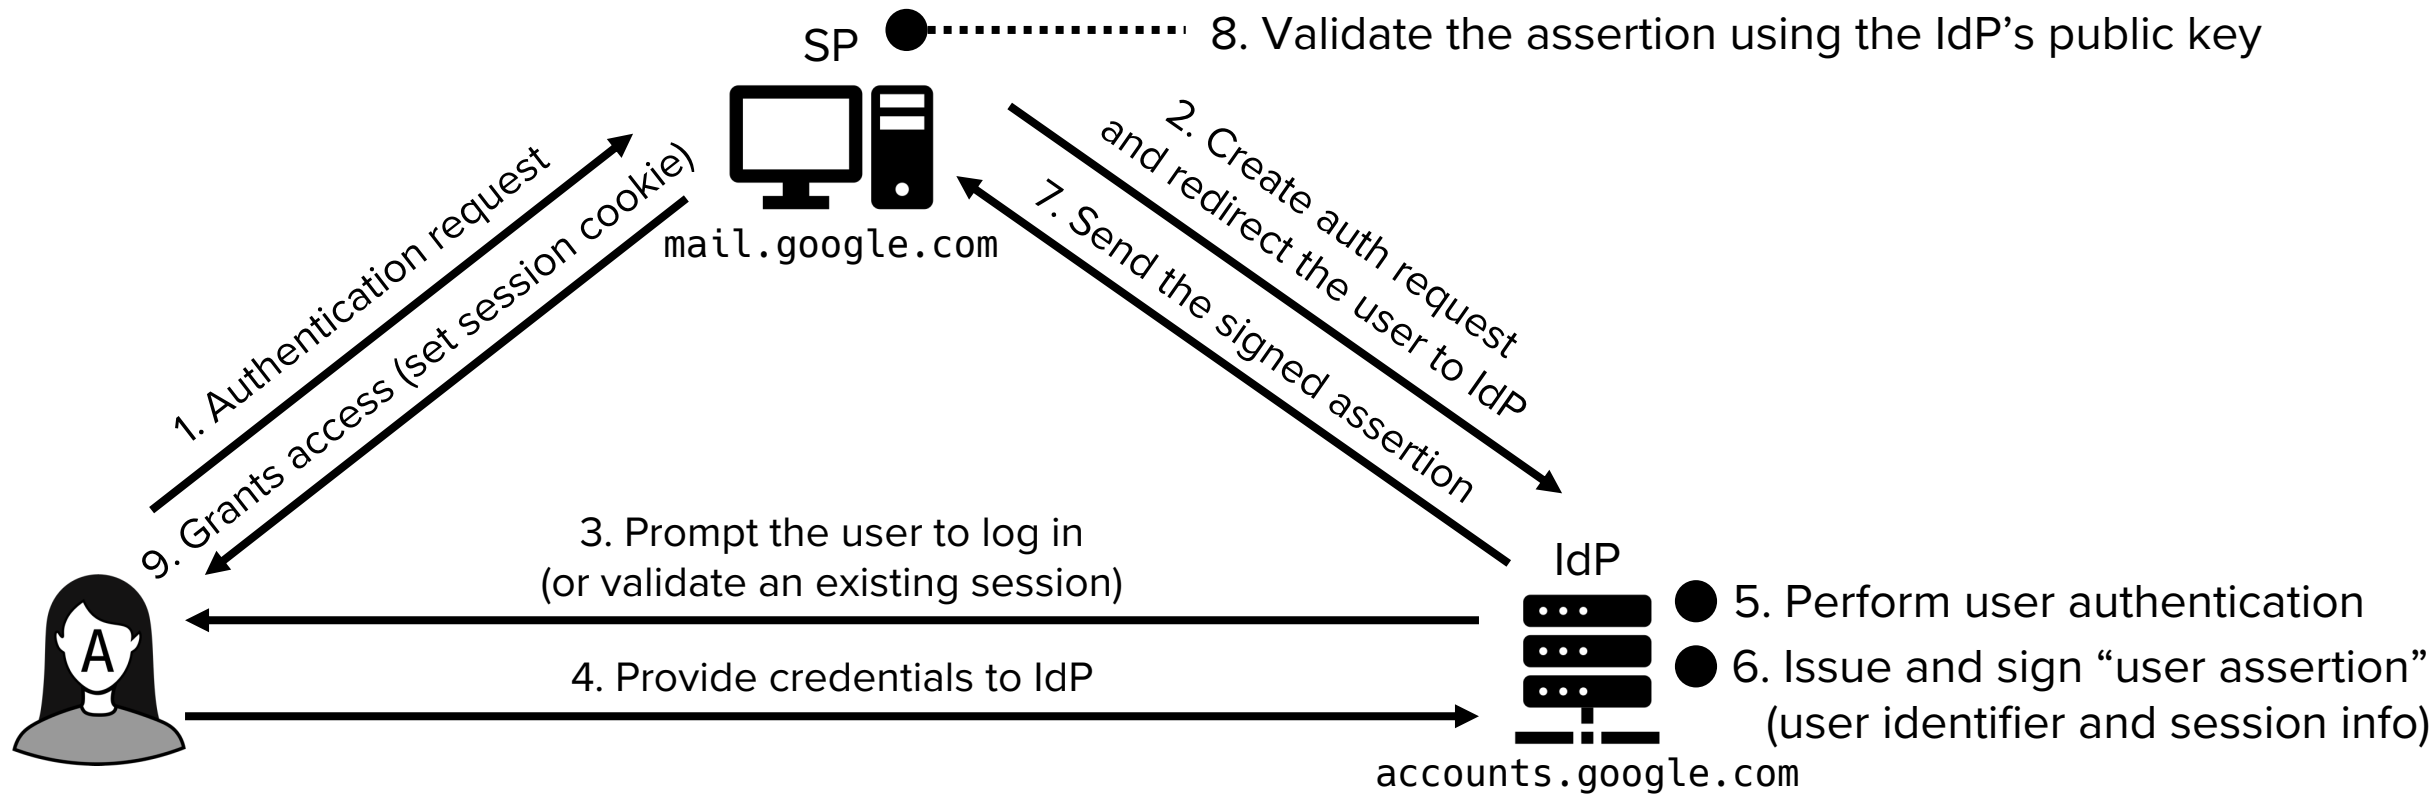 SP
8. Validate the assertion using the IdP’s public key
mail.google.com
1. Authentication request
9. Grants access (set session cookie)
2. Create auth request
and redirect the user to IdP
7. Send the signed assertion
3. Prompt the user to log in
(or validate an existing session)
4. Provide credentials to IdP
A
IdP
5. Perform user authentication
6. Issue and sign “user assertion”
(user identifier and session info)
accounts.google.com